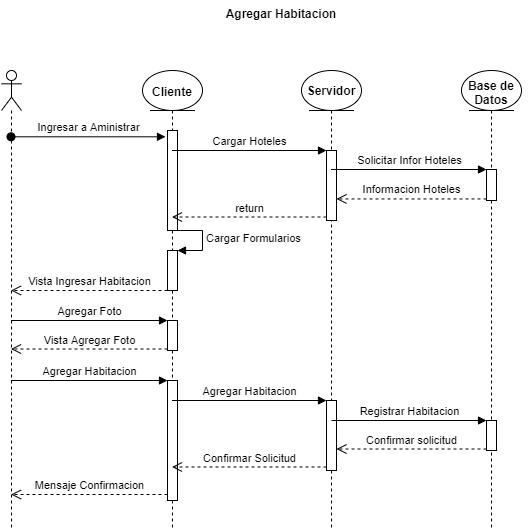 Agregar Habitacion
Cliente
Servidor
Base de
Datos
Ingresar a Aministrar
Cargar Hoteles
Solicitar Infor Hoteles
Informacion Hoteles
return
Cargar Formularios
Vista Ingresar Habitacion
Agregar Foto
Vista Agregar Foto
Agregar Habitacion
Agregar Habitacion
Registrar Habitacion
Confirmar solicitud
Confirmar Solicitud
Mensaje Confirmacion